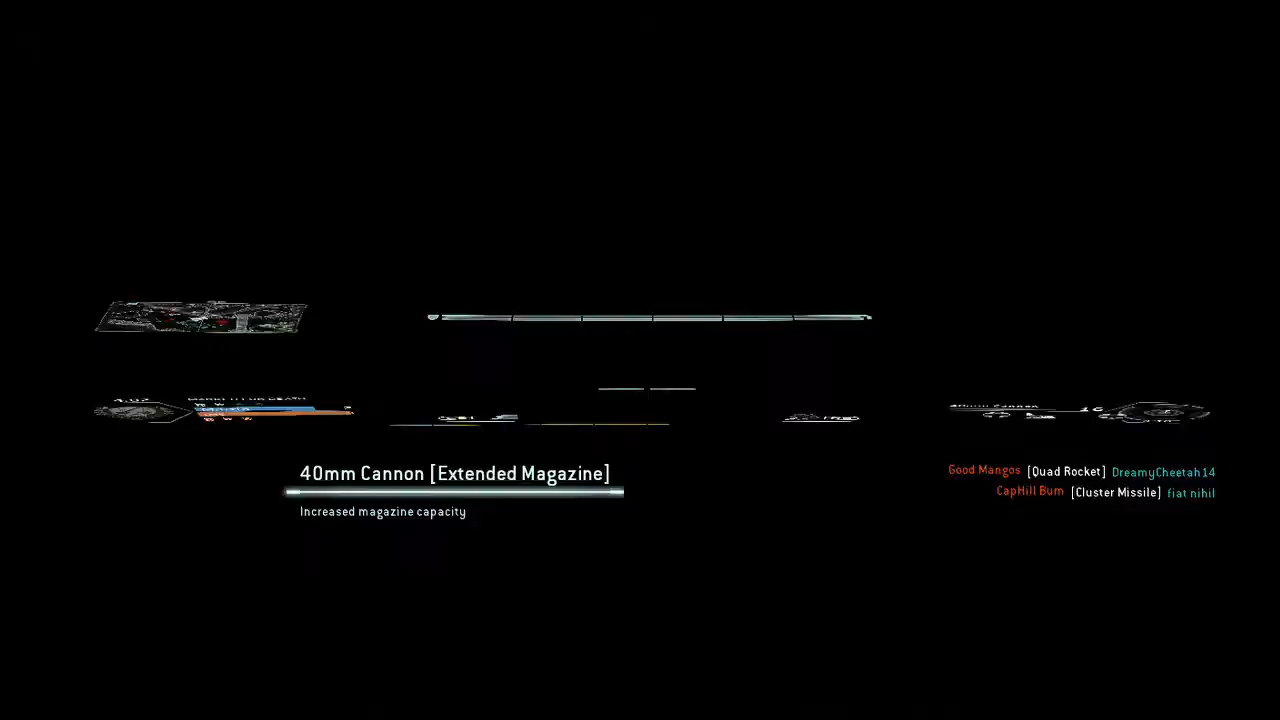 40mm Cannon [Extended Magazine]
Increased magazine capacity
Good Mangos [Quad Rocket] DreamyCheetah14
CapHill Bum [Cluster Missile] fiat nihil